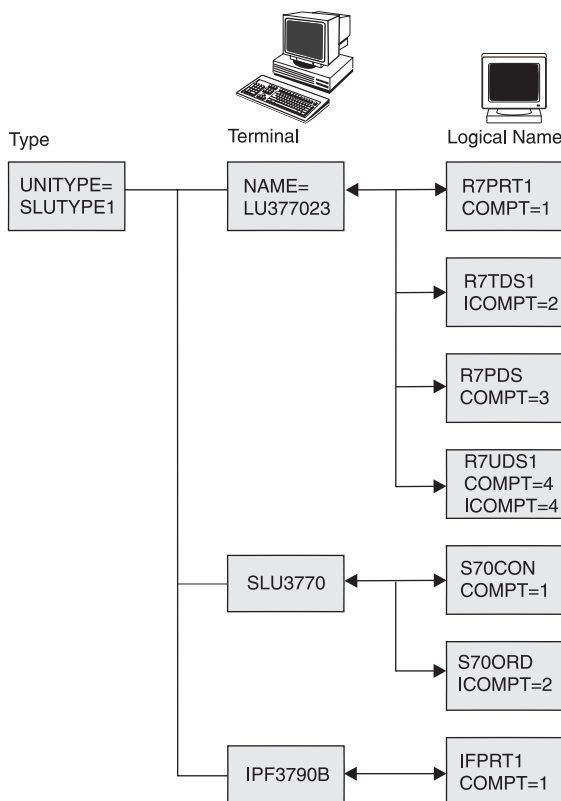 Type
Terminal
Logical Name
UNITYPE=
SLUTYPE1
NAME=
LU377023
R7PRT1
COMPT=1
R7TDS1
ICOMPT=2
R7PDS
COMPT=3
R7UDS1
COMPT=4
ICOMPT=4
SLU3770
S70CON
COMPT=1
S70ORD
ICOMPT=2
IPF3790B
IFPRT1
COMPT=1